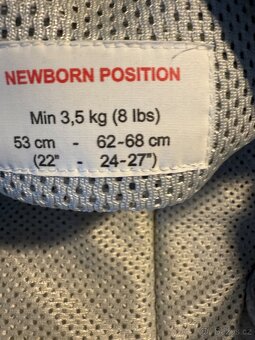 NEWBORN POSITION
Min 3,5 kg (8 lbs)
53 cm - 62-68 cm
(22" - 24-27")